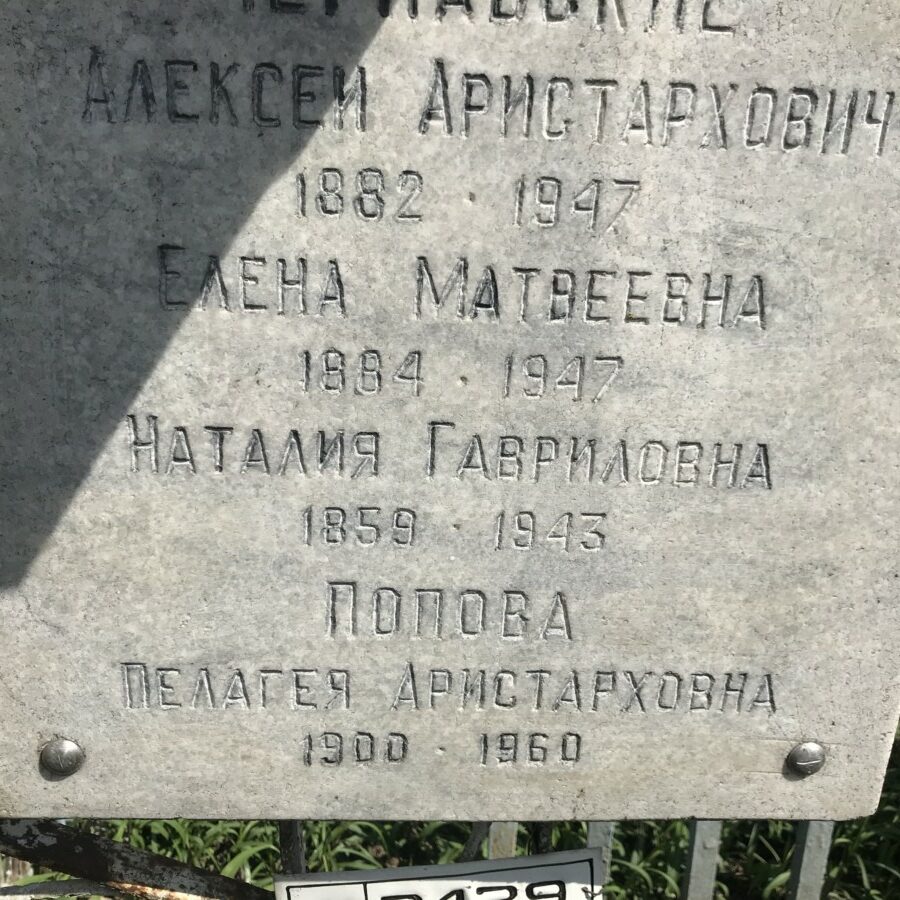 Алексей Аристархович
1882 · 1947
Елена Матвеевна
1884 · 1947
Наталия Гавриловна
1859 · 1943
Попова
Пелагея Аристарховна
1900 · 1960